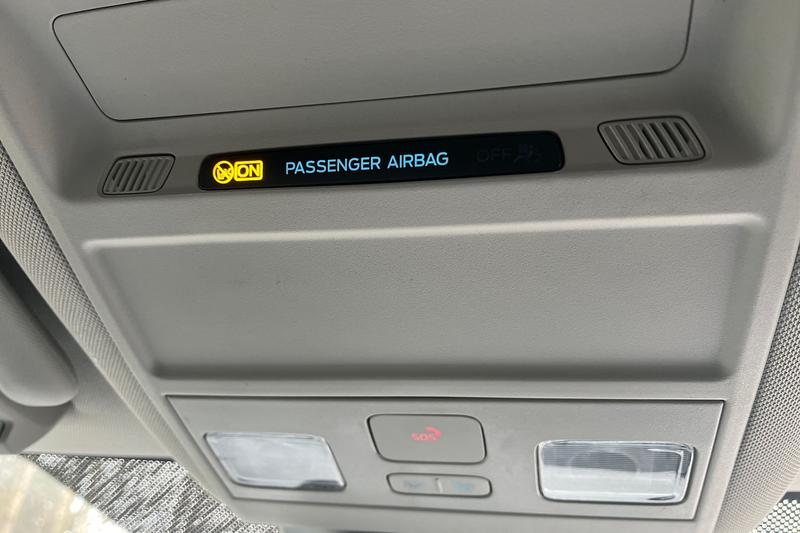 ON PASSENGER AIRBAG OFF
SOS